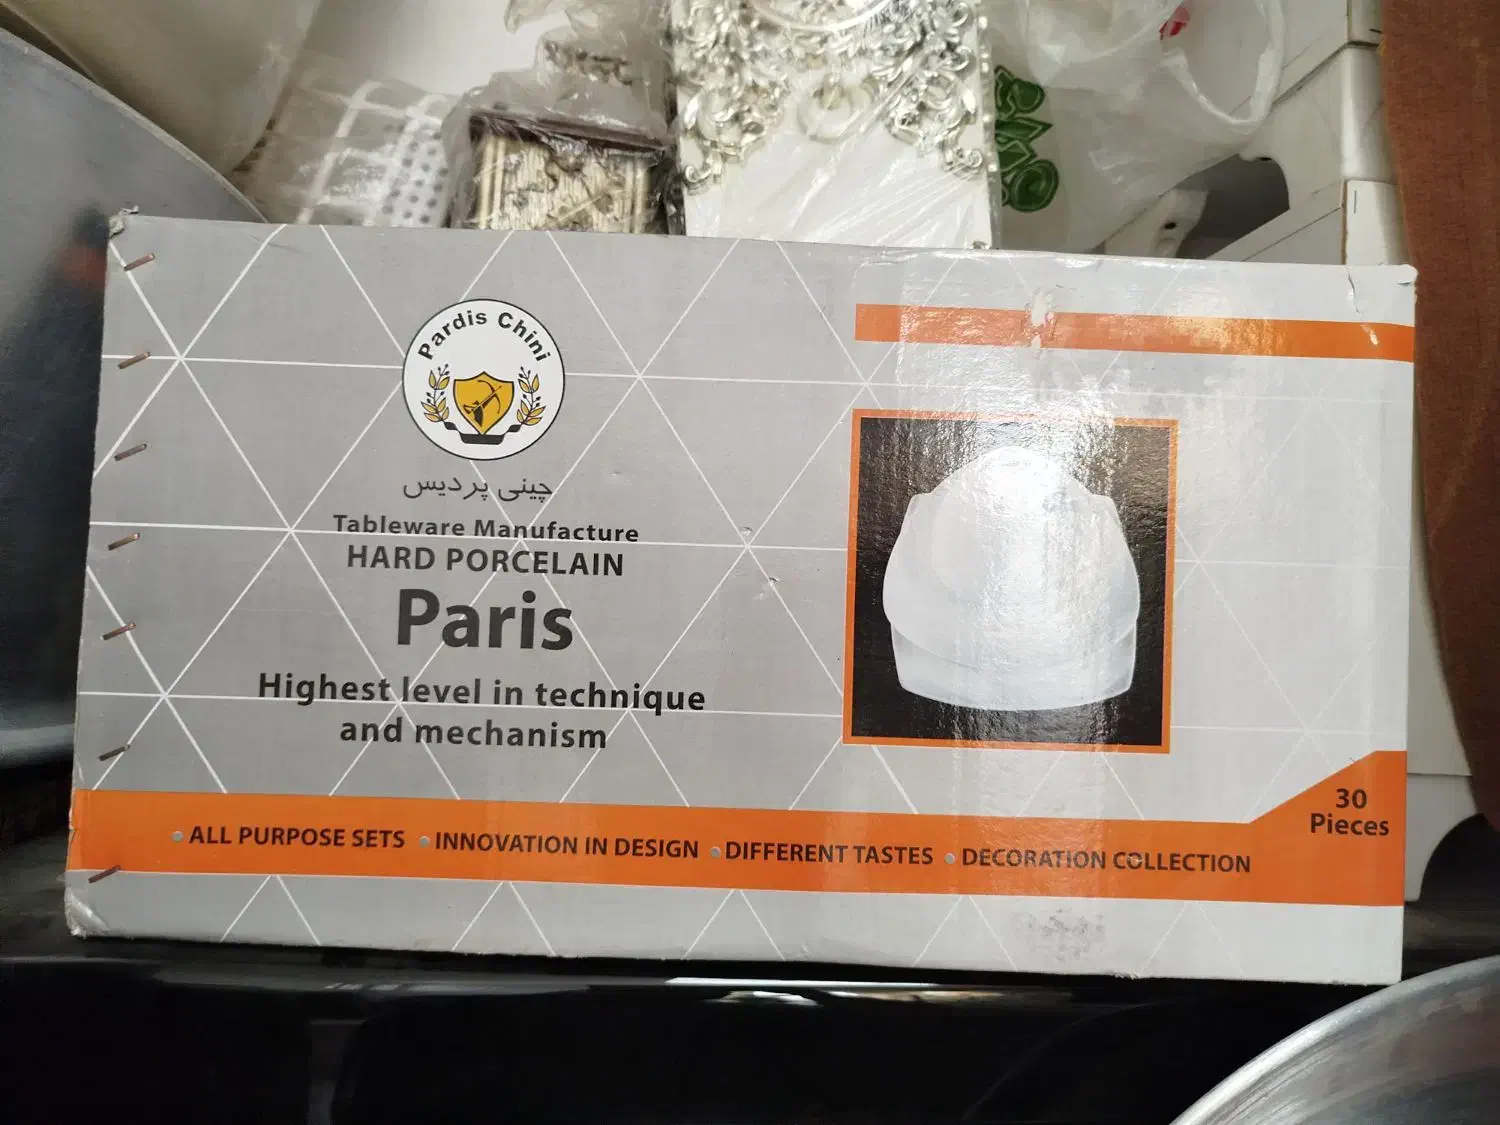 Pardis Chini
چینی پردیس
Tableware Manufacture
HARD PORCELAIN
Paris
Highest level in technique
and mechanism
30
Pieces
ALL PURPOSE SETS • INNOVATION IN DESIGN • DIFFERENT TASTES • DECORATION COLLECTION